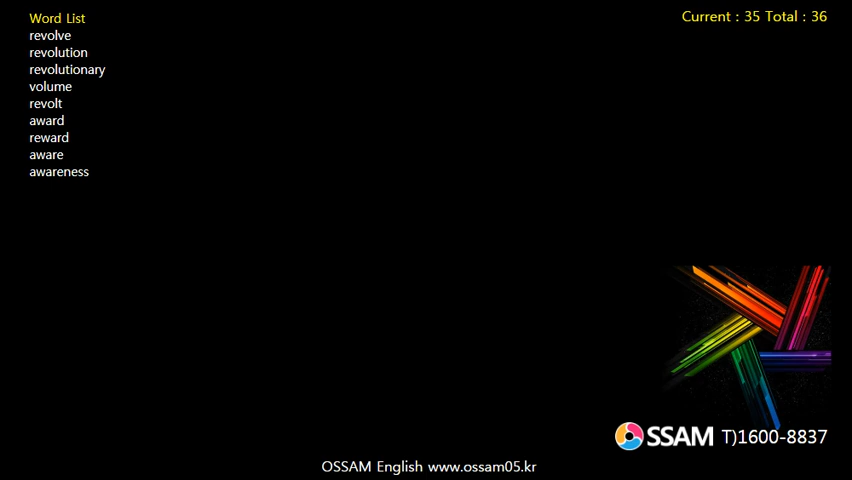 Word List
Current : 35 Total : 36
revolve
revolution
revolutionary
volume
revolt
award
reward
aware
awareness
SSAM T)1600-8837
OSSAM English www.ossam05.kr